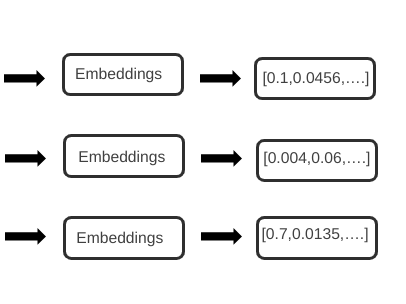 Embeddings
[0.1,0.0456,....]
Embeddings
[0.004,0.06,....]
Embeddings
[0.7,0.0135,....]